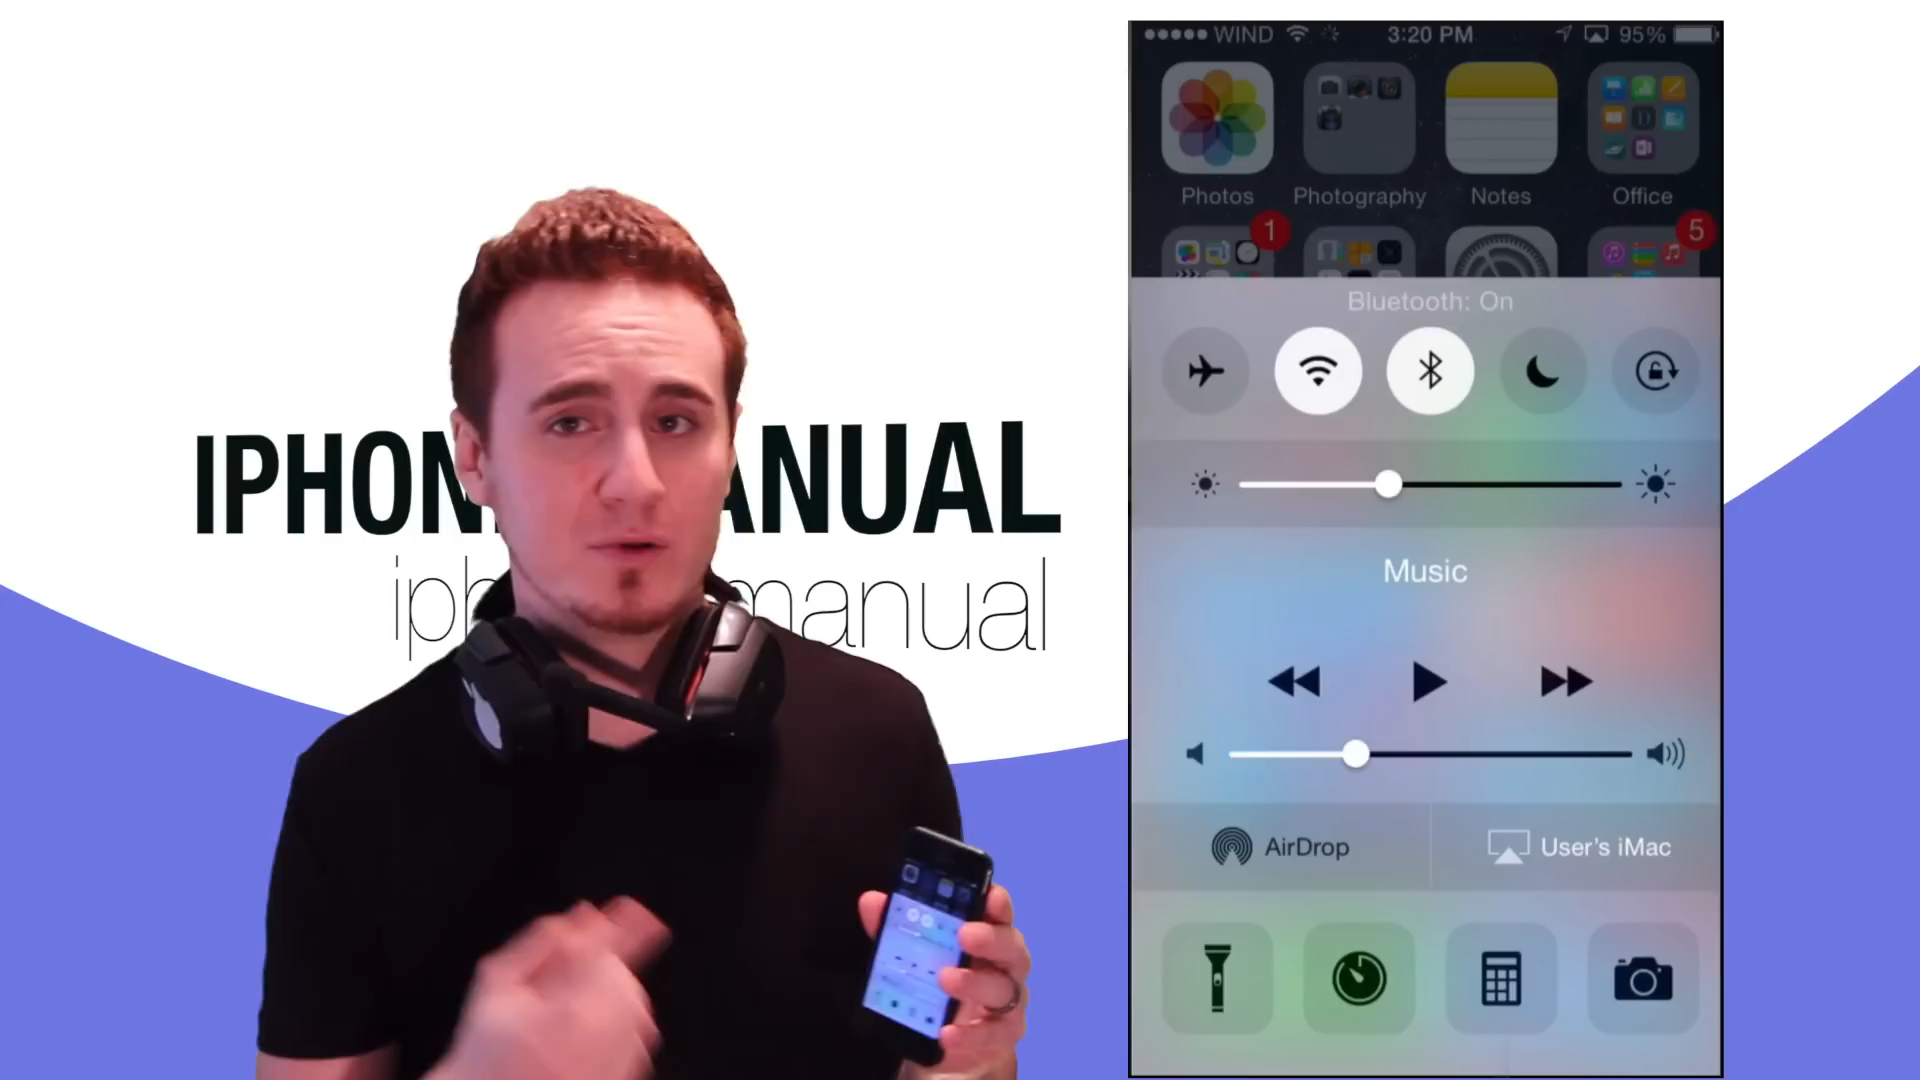 IPHON ANUAL
iph manual
WIND 3:20 PM 95%
Photos Photography Notes Office
1 5
Bluetooth: On
Music
AirDrop User's iMac